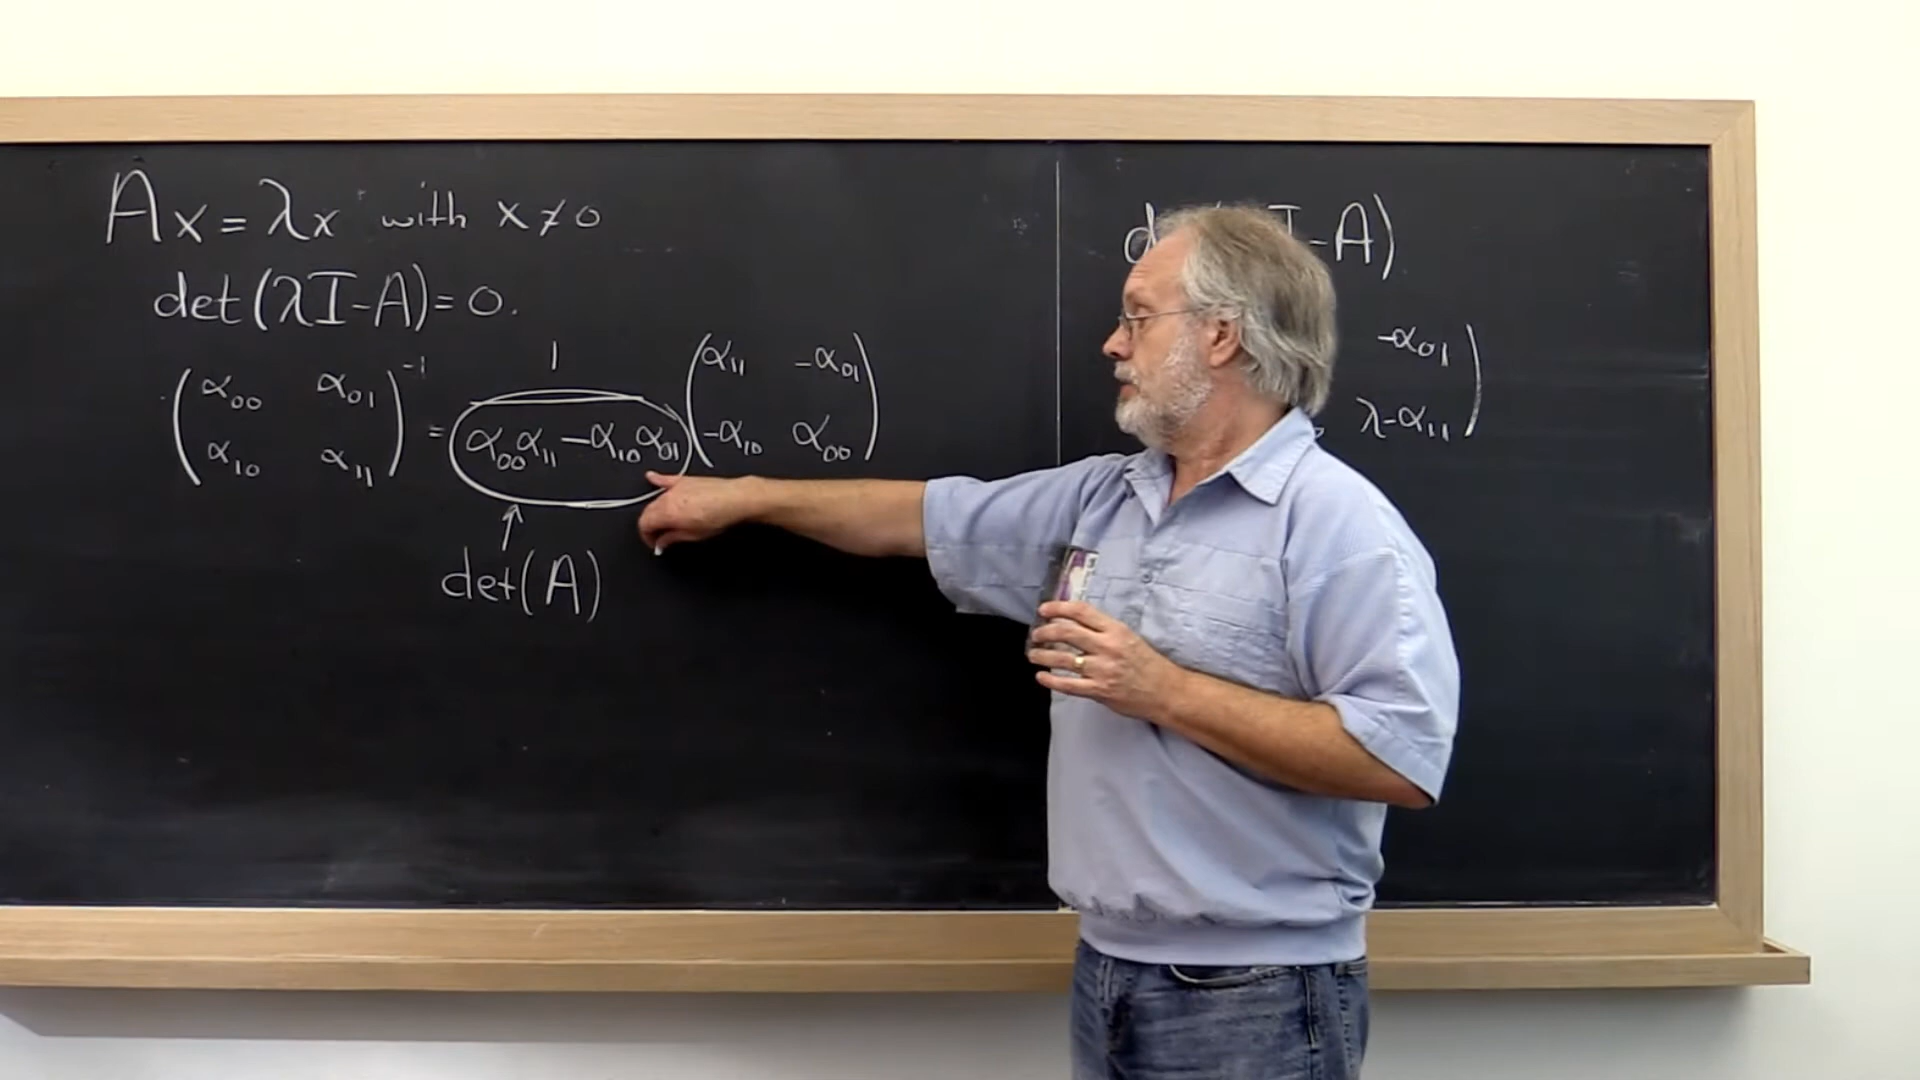 Ax = λx with x ≠ 0
det(λI - A) = 0.
(α₀₀ α₀₁
α₁₀ α₁₁)⁻¹ = 1 / (α₀₀α₁₁ - α₁₀α₀₁) (α₁₁ -α₀₁
-α₁₀ α₀₀)
det(A)
I - A)
-α₀₁
λ-α₁₁)